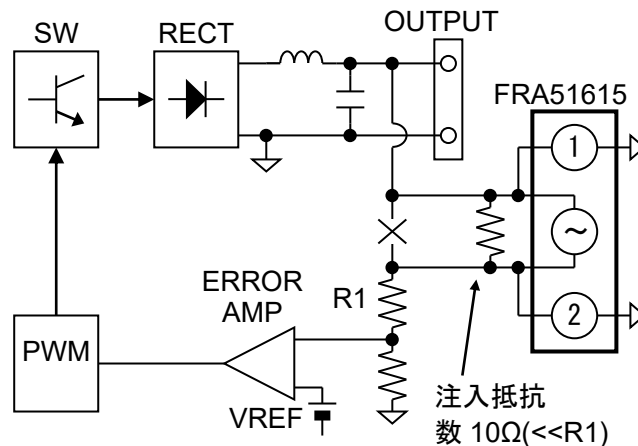 OUTPUT
SW
RECT
FRA51615
1
~
2
R1
ERROR
AMP
PWM
VREF
注入抵抗
数 10Ω(<<R1)